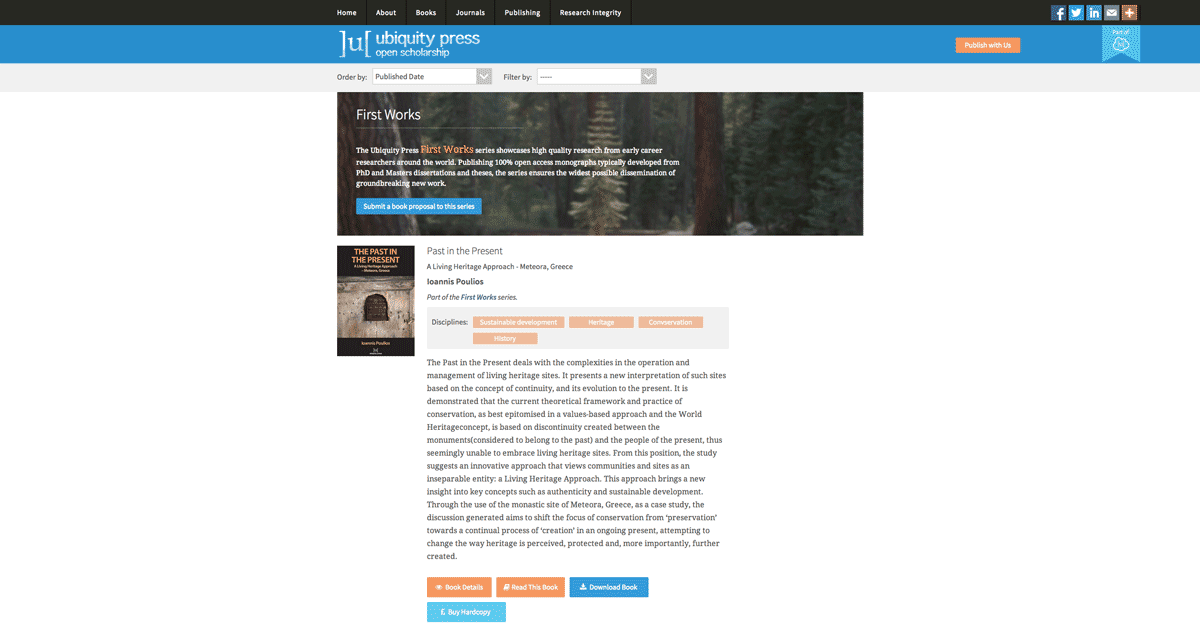 Home About Books Journals Publishing Research Integrity
]u[ ubiquity press
open scholarship
Publish with Us
Part of
Order by: Published Date Filter by: -----
First Works
The Ubiquity Press First Works series showcases high quality research from early career
researchers around the world. Publishing 100% open access monographs typically developed from
PhD and Masters dissertations and theses, the series ensures the widest possible dissemination of
groundbreaking new work.
Submit a book proposal to this series
THE PAST IN
THE PRESENT
A Living Heritage Approach
– Meteora, Greece
Ioannis Poulios
Past in the Present
A Living Heritage Approach - Meteora, Greece
Ioannis Poulios
Part of the First Works series.
Disciplines: Sustainable development Heritage Convservation
History
The Past in the Present deals with the complexities in the operation and
management of living heritage sites. It presents a new interpretation of such sites
based on the concept of continuity, and its evolution to the present. It is
demonstrated that the current theoretical framework and practice of
conservation, as best epitomised in a values-based approach and the World
Heritageconcept, is based on discontinuity created between the
monuments(considered to belong to the past) and the people of the present, thus
seemingly unable to embrace living heritage sites. From this position, the study
suggests an innovative approach that views communities and sites as an
inseparable entity: a Living Heritage Approach. This approach brings a new
insight into key concepts such as authenticity and sustainable development.
Through the use of the monastic site of Meteora, Greece, as a case study, the
discussion generated aims to shift the focus of conservation from ‘preservation’
towards a continual process of ‘creation’ in an ongoing present, attempting to
change the way heritage is perceived, protected and, more importantly, further
created.
Book Details Read This Book Download Book
£ Buy Hardcopy